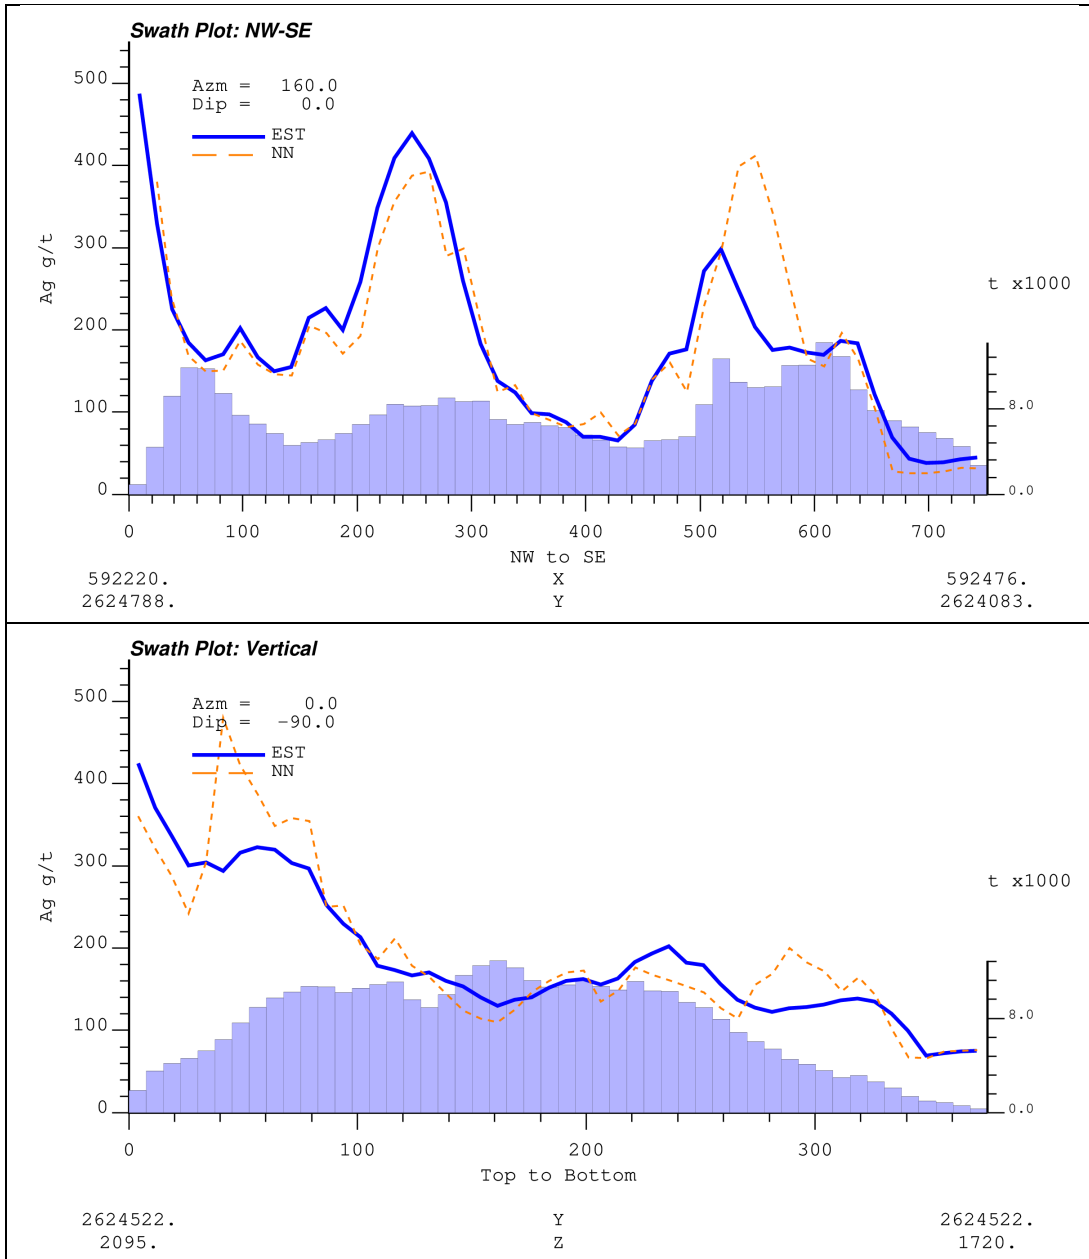 Swath Plot: NW-SE
Azm = 160.0
Dip = 0.0
EST
NN
500
400
300
200
100
0
Ag g/t
t x1000
8.0
0.0
0 100 200 300 400 500 600 700
NW to SE
592220. X 592476.
2624788. Y 2624083.
Swath Plot: Vertical
Azm = 0.0
Dip = −90.0
EST
NN
500
400
300
200
100
0
Ag g/t
t x1000
8.0
0.0
0 100 200 300
Top to Bottom
2624522. Y 2624522.
2095. Z 1720.